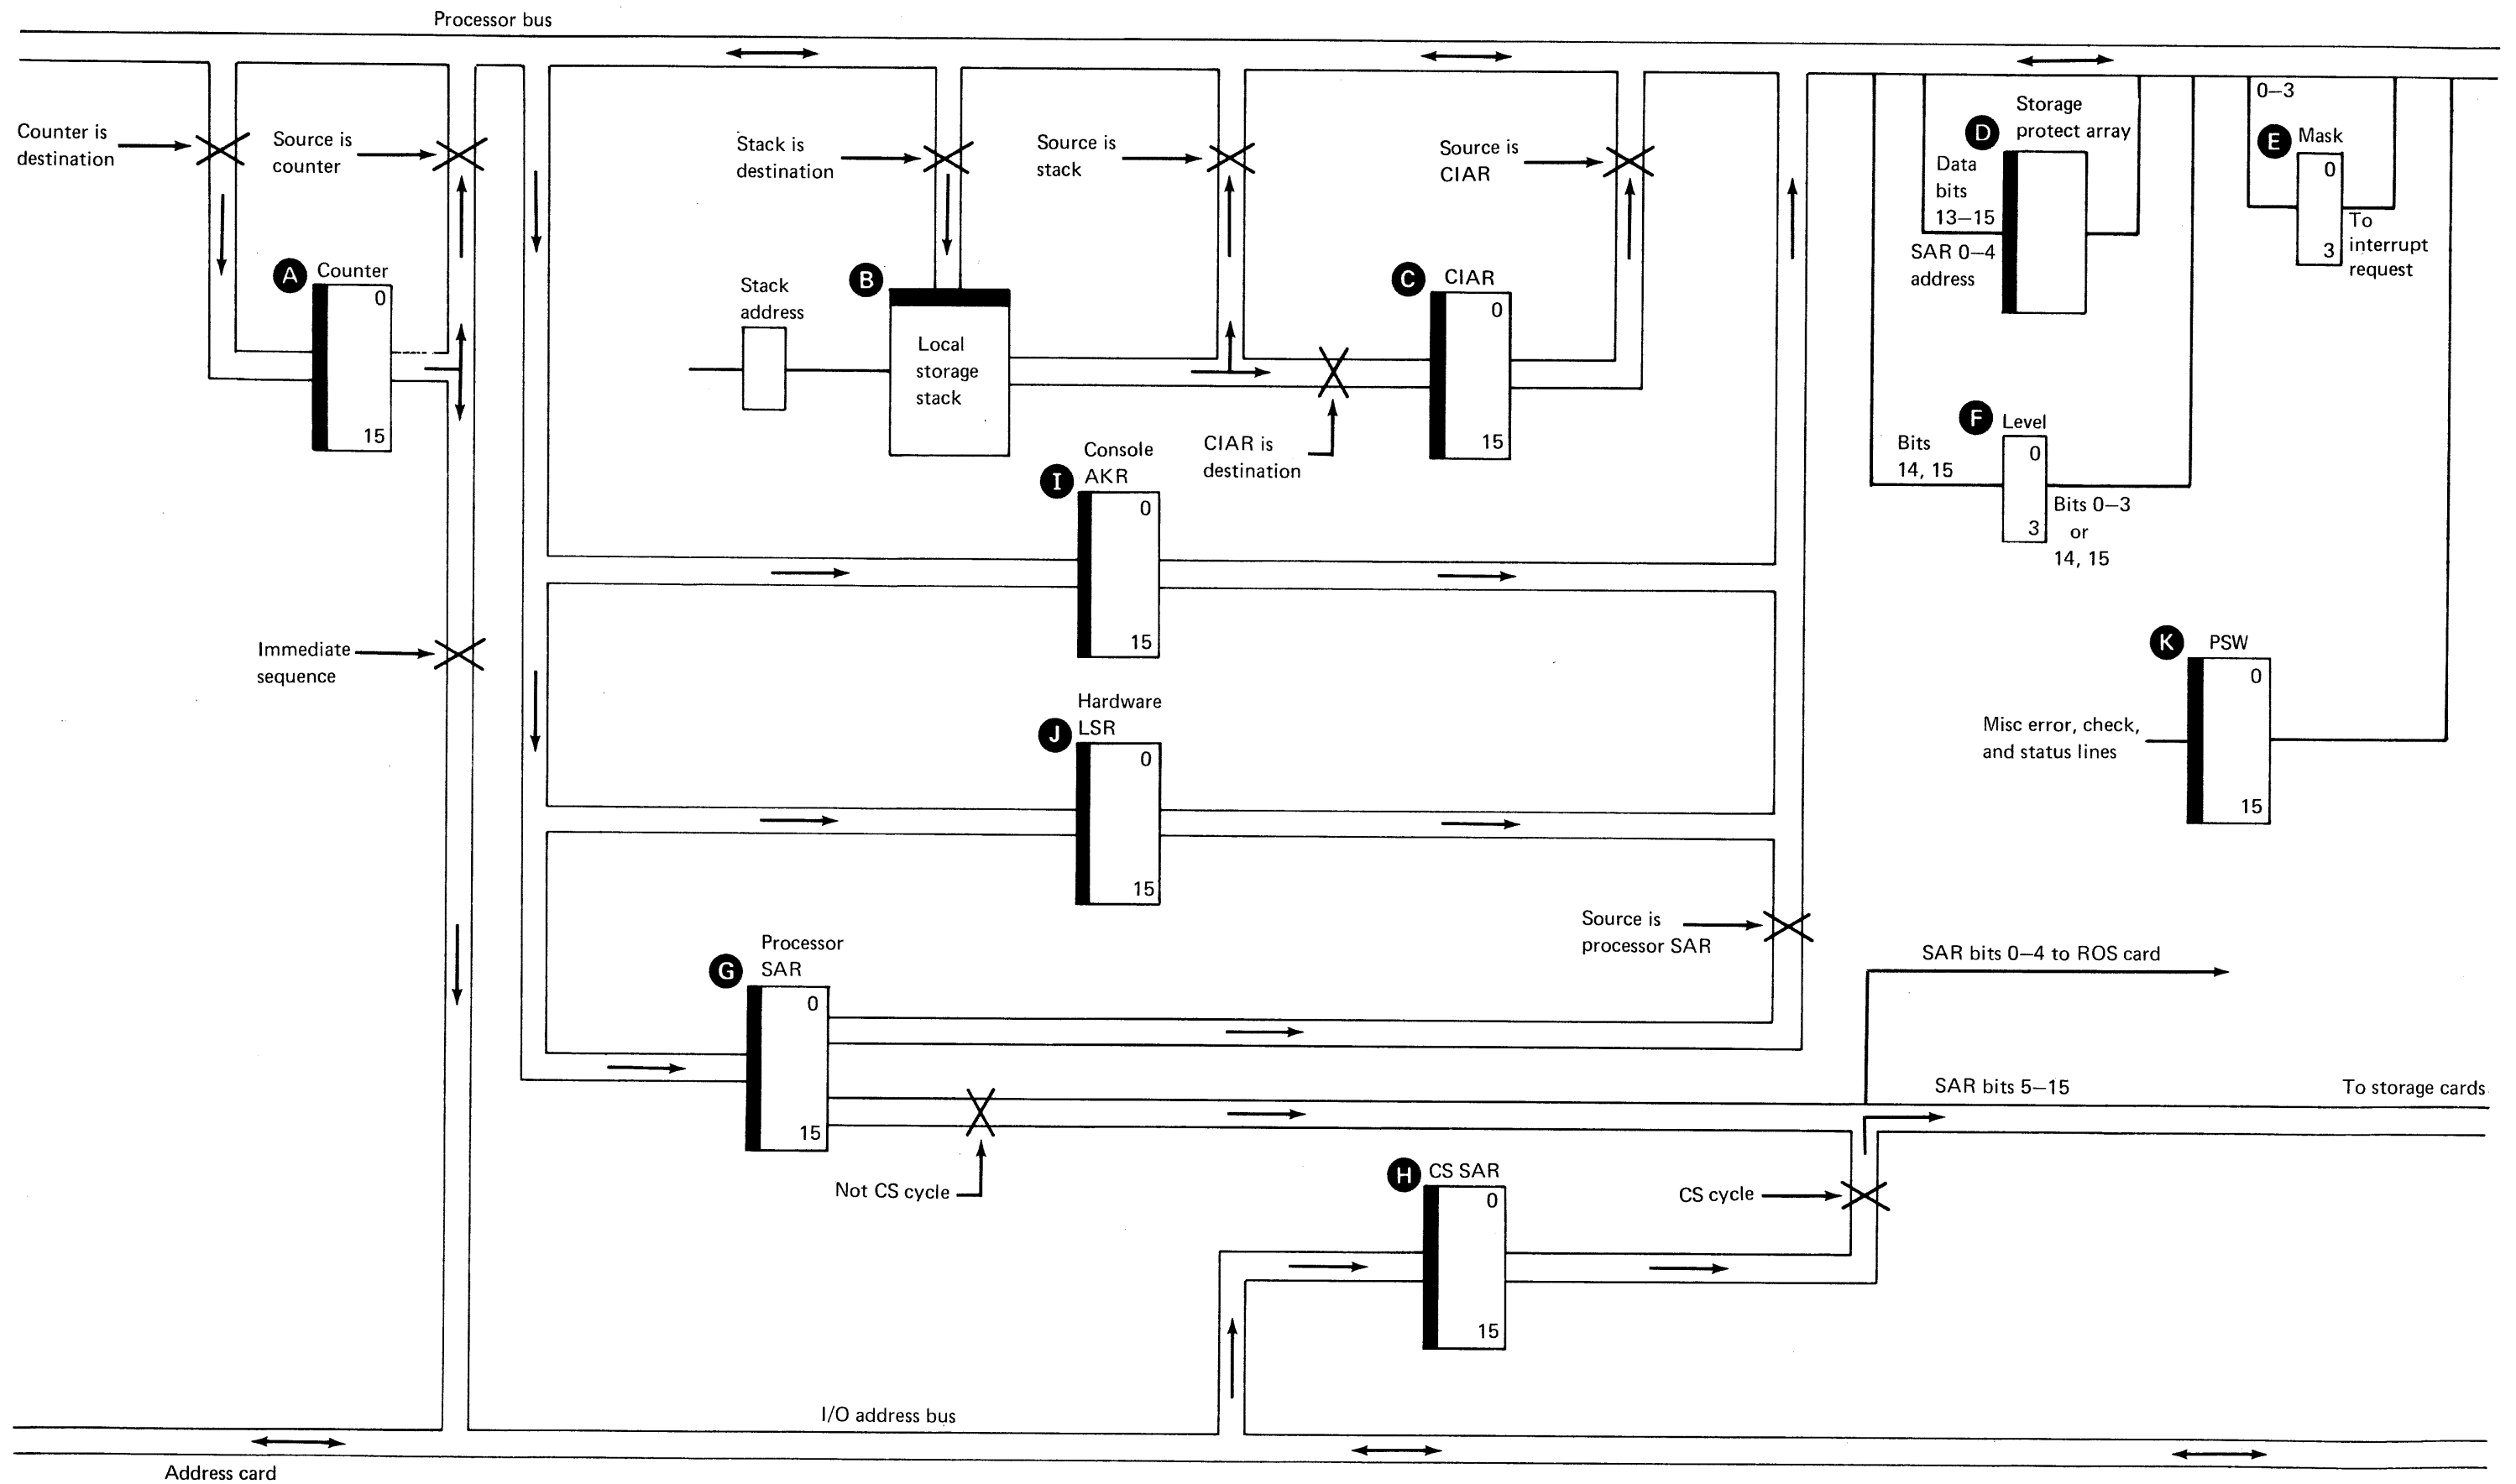 Processor bus
Counter is
destination
Source is
counter
Stack is
destination
Source is
stack
Source is
CIAR
D
Storage
protect array
Data
bits
13–15
SAR 0–4
address
0–3
E
Mask
0
3
To
interrupt
request
A
Counter
0
15
Stack
address
B
Local
storage
stack
C
CIAR
0
15
CIAR is
destination
F
Level
0
3
Bits
14, 15
Bits 0–3
or
14, 15
I
Console
AKR
0
15
Immediate
sequence
K
PSW
0
15
Misc error, check,
and status lines
J
Hardware
LSR
0
15
Source is
processor SAR
G
Processor
SAR
0
15
SAR bits 0–4 to ROS card
SAR bits 5–15
To storage cards
Not CS cycle
H
CS SAR
0
15
CS cycle
I/O address bus
Address card